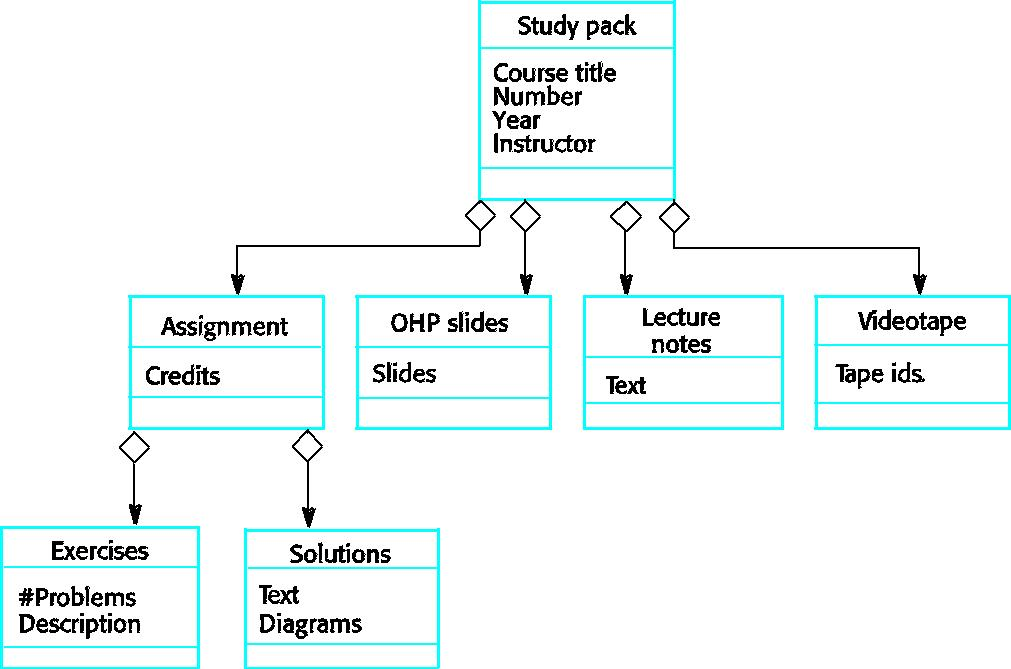 Study pack
Course title
Number
Year
Instructor
Assignment
Credits
OHP slides
Slides
Lecture
notes
Text
Videotape
Tape ids.
Exercises
#Problems
Description
Solutions
Text
Diagrams